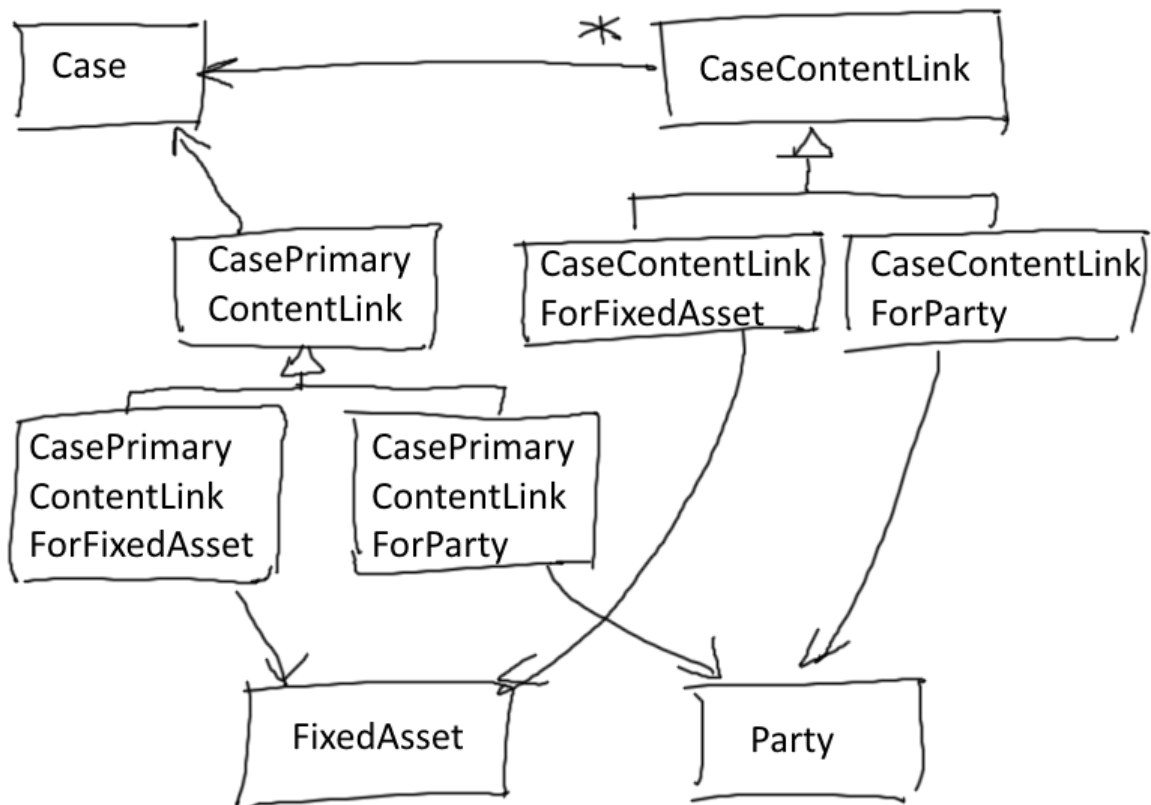 *
Case
CaseContentLink
CasePrimary
ContentLink
CaseContentLink
ForFixedAsset
CaseContentLink
ForParty
CasePrimary
ContentLink
ForFixedAsset
CasePrimary
ContentLink
ForParty
FixedAsset
Party